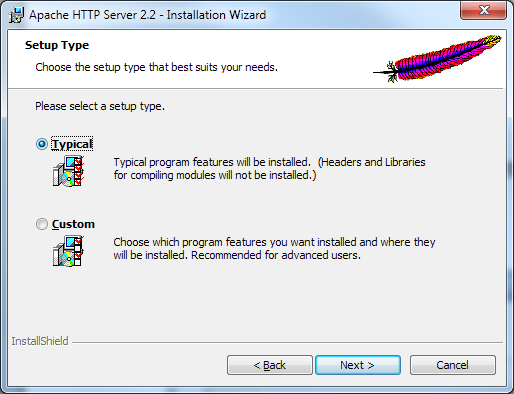 Apache HTTP Server 2.2 - Installation Wizard
Setup Type
Choose the setup type that best suits your needs.
Please select a setup type.
Typical
Typical program features will be installed. (Headers and Libraries
for compiling modules will not be installed.)
Custom
Choose which program features you want installed and where they
will be installed. Recommended for advanced users.
InstallShield
< Back
Next >
Cancel